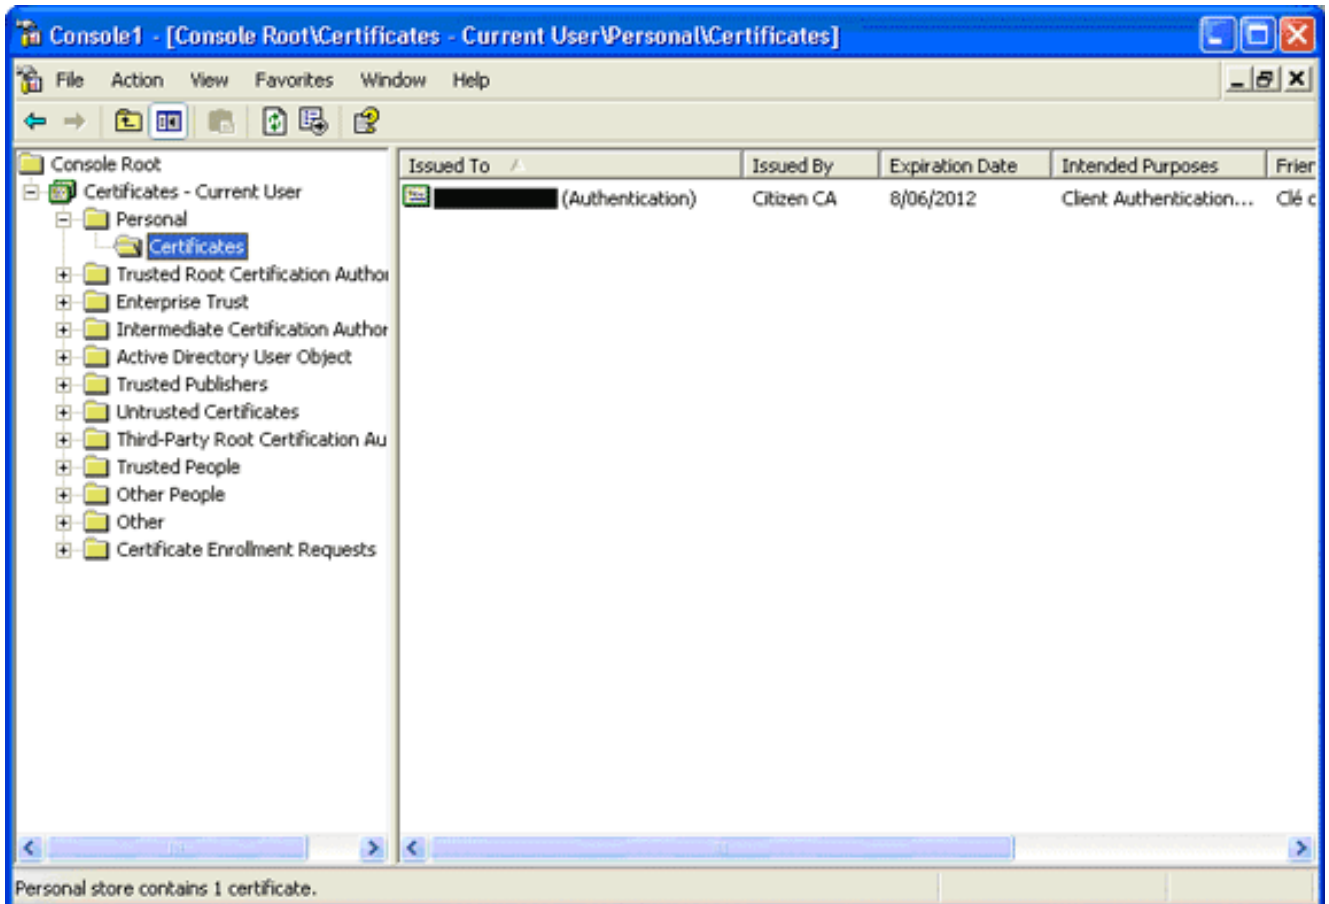 Console1 - [Console Root\Certificates - Current User\Personal\Certificates]
File Action View Favorites Window Help
Console Root
Certificates - Current User
Personal
Certificates
Trusted Root Certification Author
Enterprise Trust
Intermediate Certification Author
Active Directory User Object
Trusted Publishers
Untrusted Certificates
Third-Party Root Certification Au
Trusted People
Other People
Other
Certificate Enrollment Requests
Issued To Issued By Expiration Date Intended Purposes Frien
(Authentication) Citizen CA 8/06/2012 Client Authentication... Clé c
Personal store contains 1 certificate.